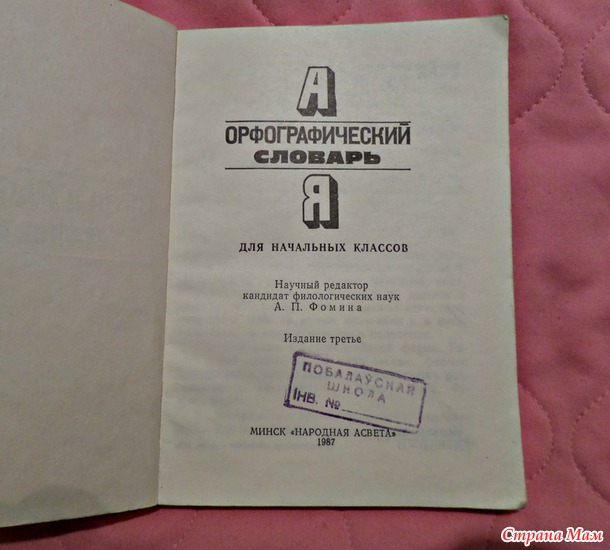 А
ОРФОГРАФИЧЕСКИЙ
СЛОВАРЬ
Я
ДЛЯ НАЧАЛЬНЫХ КЛАССОВ
Научный редактор
кандидат филологических наук
А. П. Фомина
Издание третье
ПОБАЛАЎСКАЯ
ШКОЛА
ІНВ. №
МИНСК «НАРОДНАЯ АСВЕТА»
1987
Страна Мам